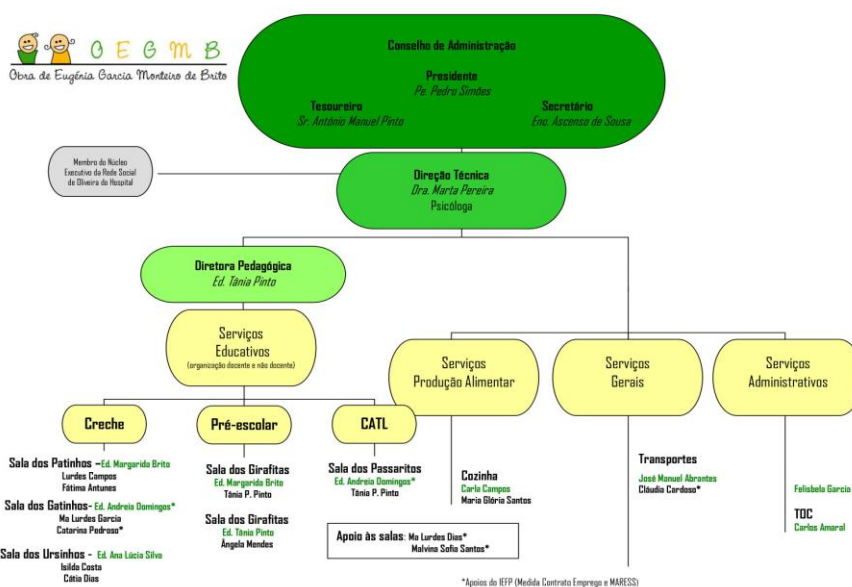 O E G M B
Obra de Eugénia Garcia Monteiro de Brito
Conselho de Administração
Presidente
Pe. Pedro Simões
Tesoureiro
Sr. António Manuel Pinto
Secretário
Eno. Ascenso de Sousa
Membro do Núcleo
Executivo da Rede Social
de Oliveira do Hospital
Direção Técnica
Dra. Marta Pereira
Psicóloga
Diretora Pedagógica
Ed. Tânia Pinto
Serviços
Educativos
(organização docente e não docente)
Serviços
Produção Alimentar
Serviços
Gerais
Serviços
Administrativos
Creche
Pré-escolar
CATL
Sala dos Patinhos –Ed. Margarida Brito
Lurdes Campos
Fátima Antunes
Sala dos Gatinhos- Ed. Andreia Domingos*
Ma Lurdes Garcia
Catarina Pedroso*
Sala dos Ursinhos - Ed. Ana Lúcia Silva
Isilda Costa
Cátia Dias
Sala dos Girafitas
Ed. Margarida Brito
Tânia P. Pinto
Sala dos Girafitas
Ed. Tânia Pinto
Ângela Mendes
Sala dos Passaritos
Ed. Andreia Domingos*
Tânia P. Pinto
Apoio às salas: Ma Lurdes Dias*
Malvina Sofia Santos*
Cozinha
Carla Campos
Maria Glória Santos
Transportes
José Manuel Abrantes
Cláudia Cardoso*
Felisbela Garcia
TOC
Carlos Amaral
*Apoios do IEFP (Medida Contrato Emprego e MARESS)